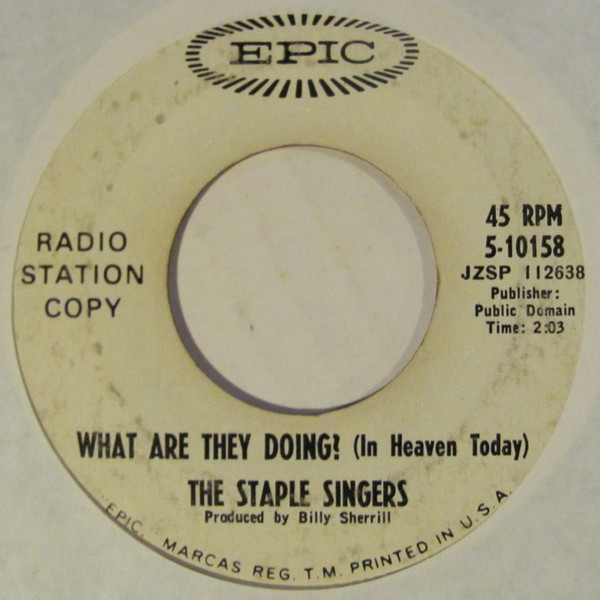 EPIC
RADIO
STATION
COPY
45 RPM
5-10158
JZSP 112638
Publisher:
Public Domain
Time: 2:03
WHAT ARE THEY DOING? (In Heaven Today)
THE STAPLE SINGERS
Produced by Billy Sherrill
"EPIC, MARCAS REG. T.M. PRINTED IN U.S.A.